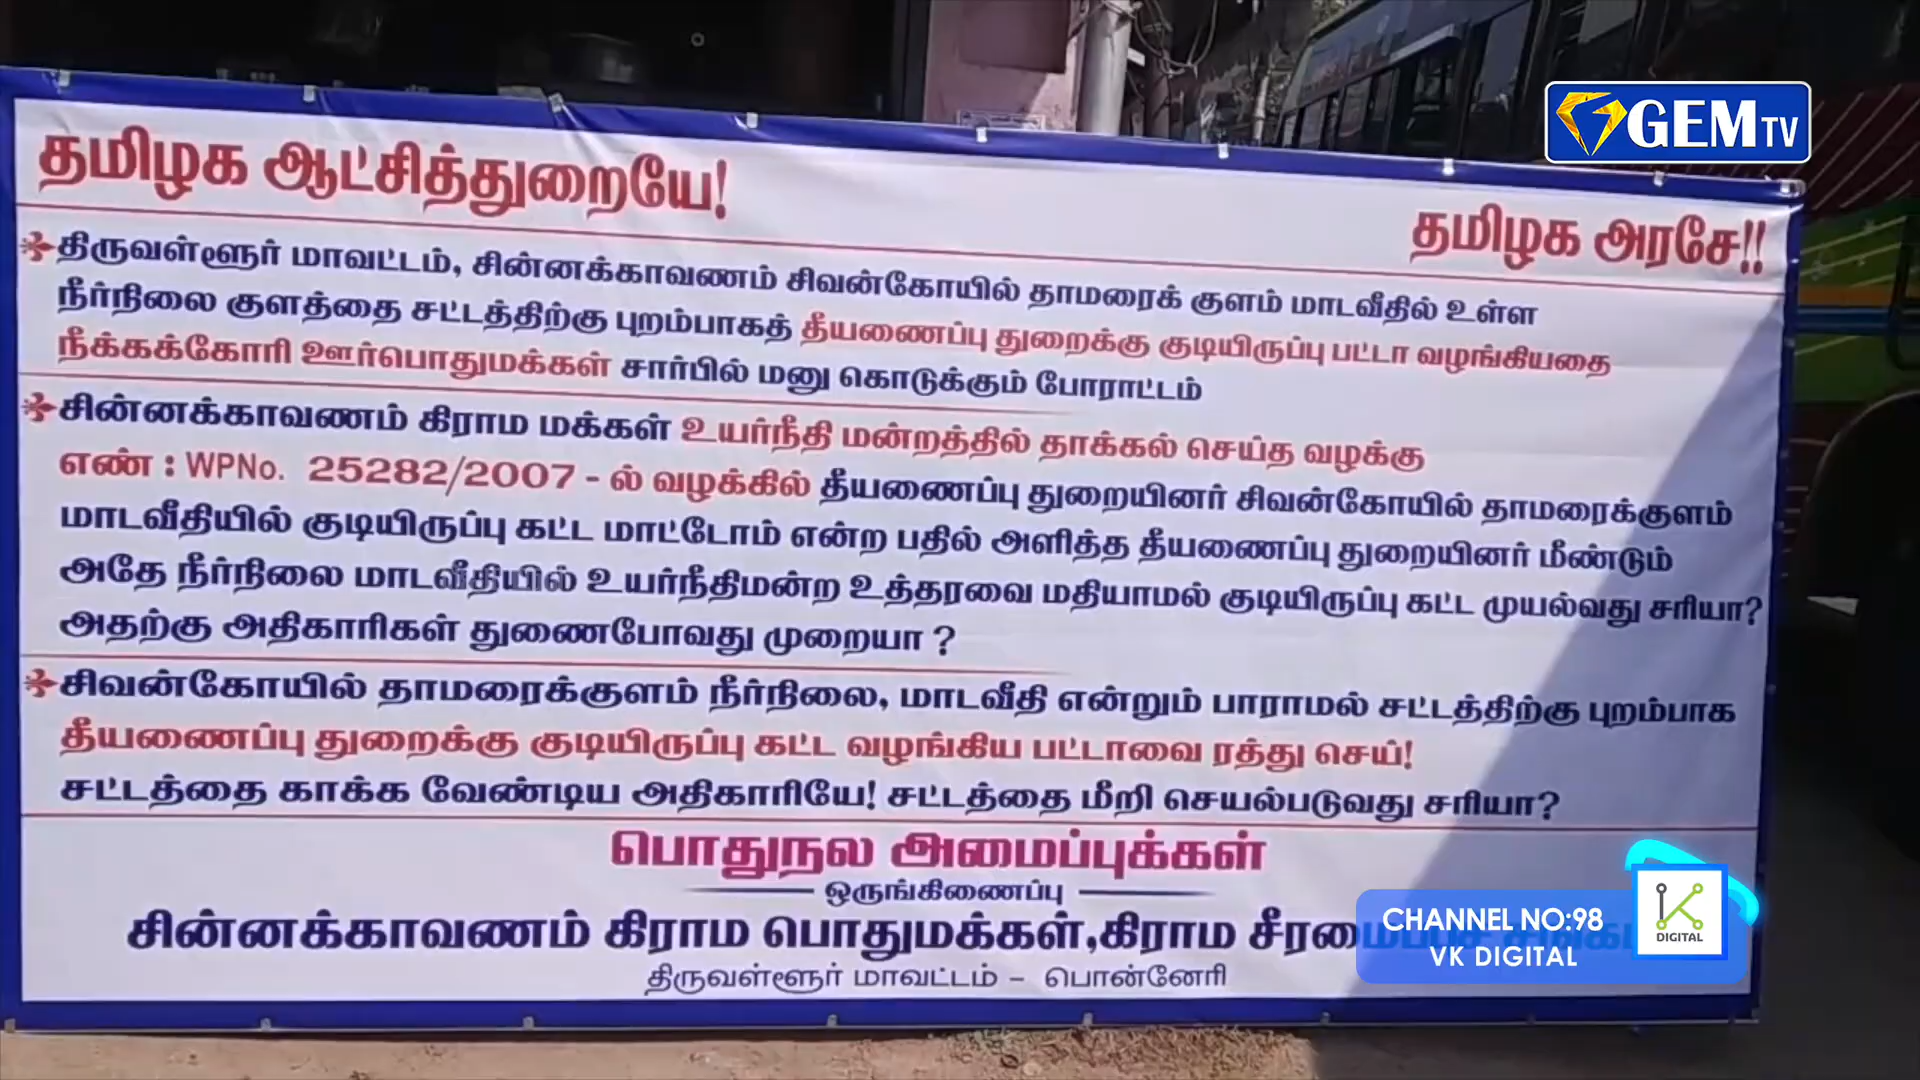 GEMTV
தமிழக ஆட்சித்துறையே!
தமிழக அரசே!!
திருவள்ளூர் மாவட்டம், சின்னக்காவணம் சிவன்கோயில் தாமரைக் குளம் மாடவீதில் உள்ள
நீர்நிலை குளத்தை சட்டத்திற்கு புறம்பாகத் தீயணைப்பு துறைக்கு குடியிருப்பு பட்டா வழங்கியதை
நீக்கக்கோரி ஊர்பொதுமக்கள் சார்பில் மனு கொடுக்கும் போராட்டம்
சின்னக்காவணம் கிராம மக்கள் உயர்நீதி மன்றத்தில் தாக்கல் செய்த வழக்கு
எண் : WPNo. 25282/2007 - ல் வழக்கில் தீயணைப்பு துறையினர் சிவன்கோயில் தாமரைக்குளம்
மாடவீதியில் குடியிருப்பு கட்ட மாட்டோம் என்ற பதில் அளித்த தீயணைப்பு துறையினர் மீண்டும்
அதே நீர்நிலை மாடவீதியில் உயர்நீதிமன்ற உத்தரவை மதியாமல் குடியிருப்பு கட்ட முயல்வது சரியா?
அதற்கு அதிகாரிகள் துணைபோவது முறையா ?
சிவன்கோயில் தாமரைக்குளம் நீர்நிலை, மாடவீதி என்றும் பாராமல் சட்டத்திற்கு புறம்பாக
தீயணைப்பு துறைக்கு குடியிருப்பு கட்ட வழங்கிய பட்டாவை ரத்து செய்!
சட்டத்தை காக்க வேண்டிய அதிகாரியே! சட்டத்தை மீறி செயல்படுவது சரியா?
பொதுநல அமைப்புக்கள்
ஒருங்கிணைப்பு
சின்னக்காவணம் கிராம பொதுமக்கள்,கிராம
திருவள்ளூர் மாவட்டம் - பொன்னேரி
CHANNEL NO:98
VK DIGITAL
K
DIGITAL